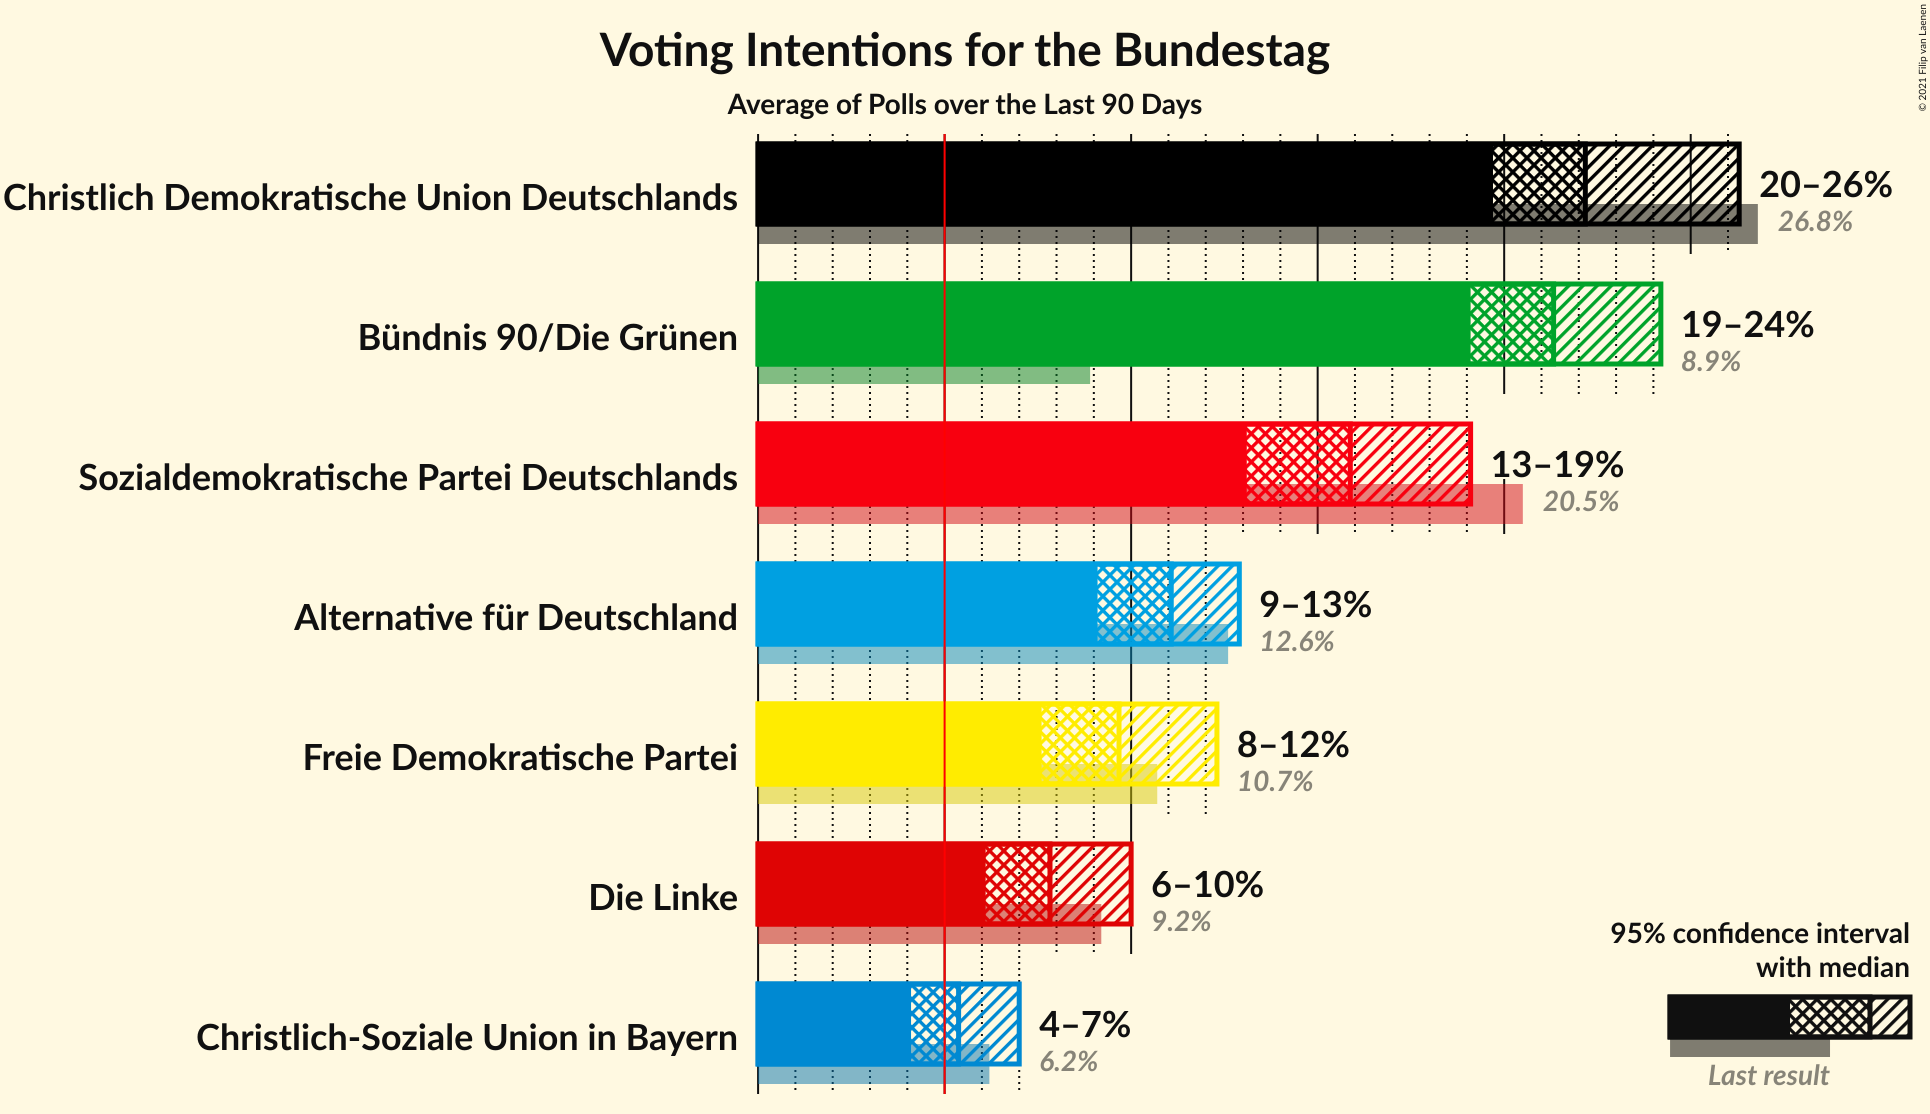 Voting Intentions for the Bundestag
Average of Polls over the Last 90 Days
© 2021 Filip van Laenen
Christlich Demokratische Union Deutschlands
20–26%
26.8%
Bündnis 90/Die Grünen
19–24%
8.9%
Sozialdemokratische Partei Deutschlands
13–19%
20.5%
Alternative für Deutschland
9–13%
12.6%
Freie Demokratische Partei
8–12%
10.7%
Die Linke
6–10%
9.2%
Christlich-Soziale Union in Bayern
4–7%
6.2%
95% confidence interval
with median
Last result